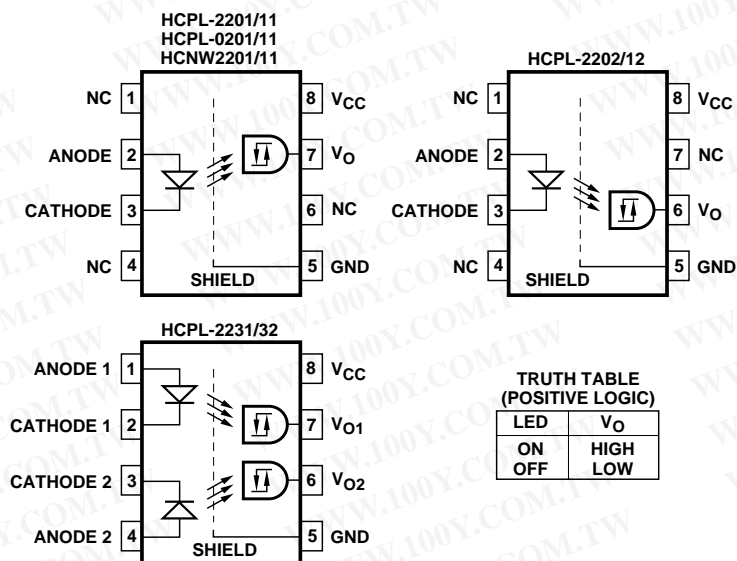 HCPL-2201/11
HCPL-0201/11
HCNW2201/11
NC 1
ANODE 2
CATHODE 3
NC 4
8 VCC
7 VO
6 NC
5 GND
SHIELD
HCPL-2202/12
NC 1
ANODE 2
CATHODE 3
NC 4
8 VCC
7 NC
6 VO
5 GND
SHIELD
HCPL-2231/32
ANODE 1 1
CATHODE 1 2
CATHODE 2 3
ANODE 2 4
8 VCC
7 VO1
6 VO2
5 GND
SHIELD
TRUTH TABLE
(POSITIVE LOGIC)
LED VO
ON HIGH
OFF LOW
WWW.100Y.COM.TW